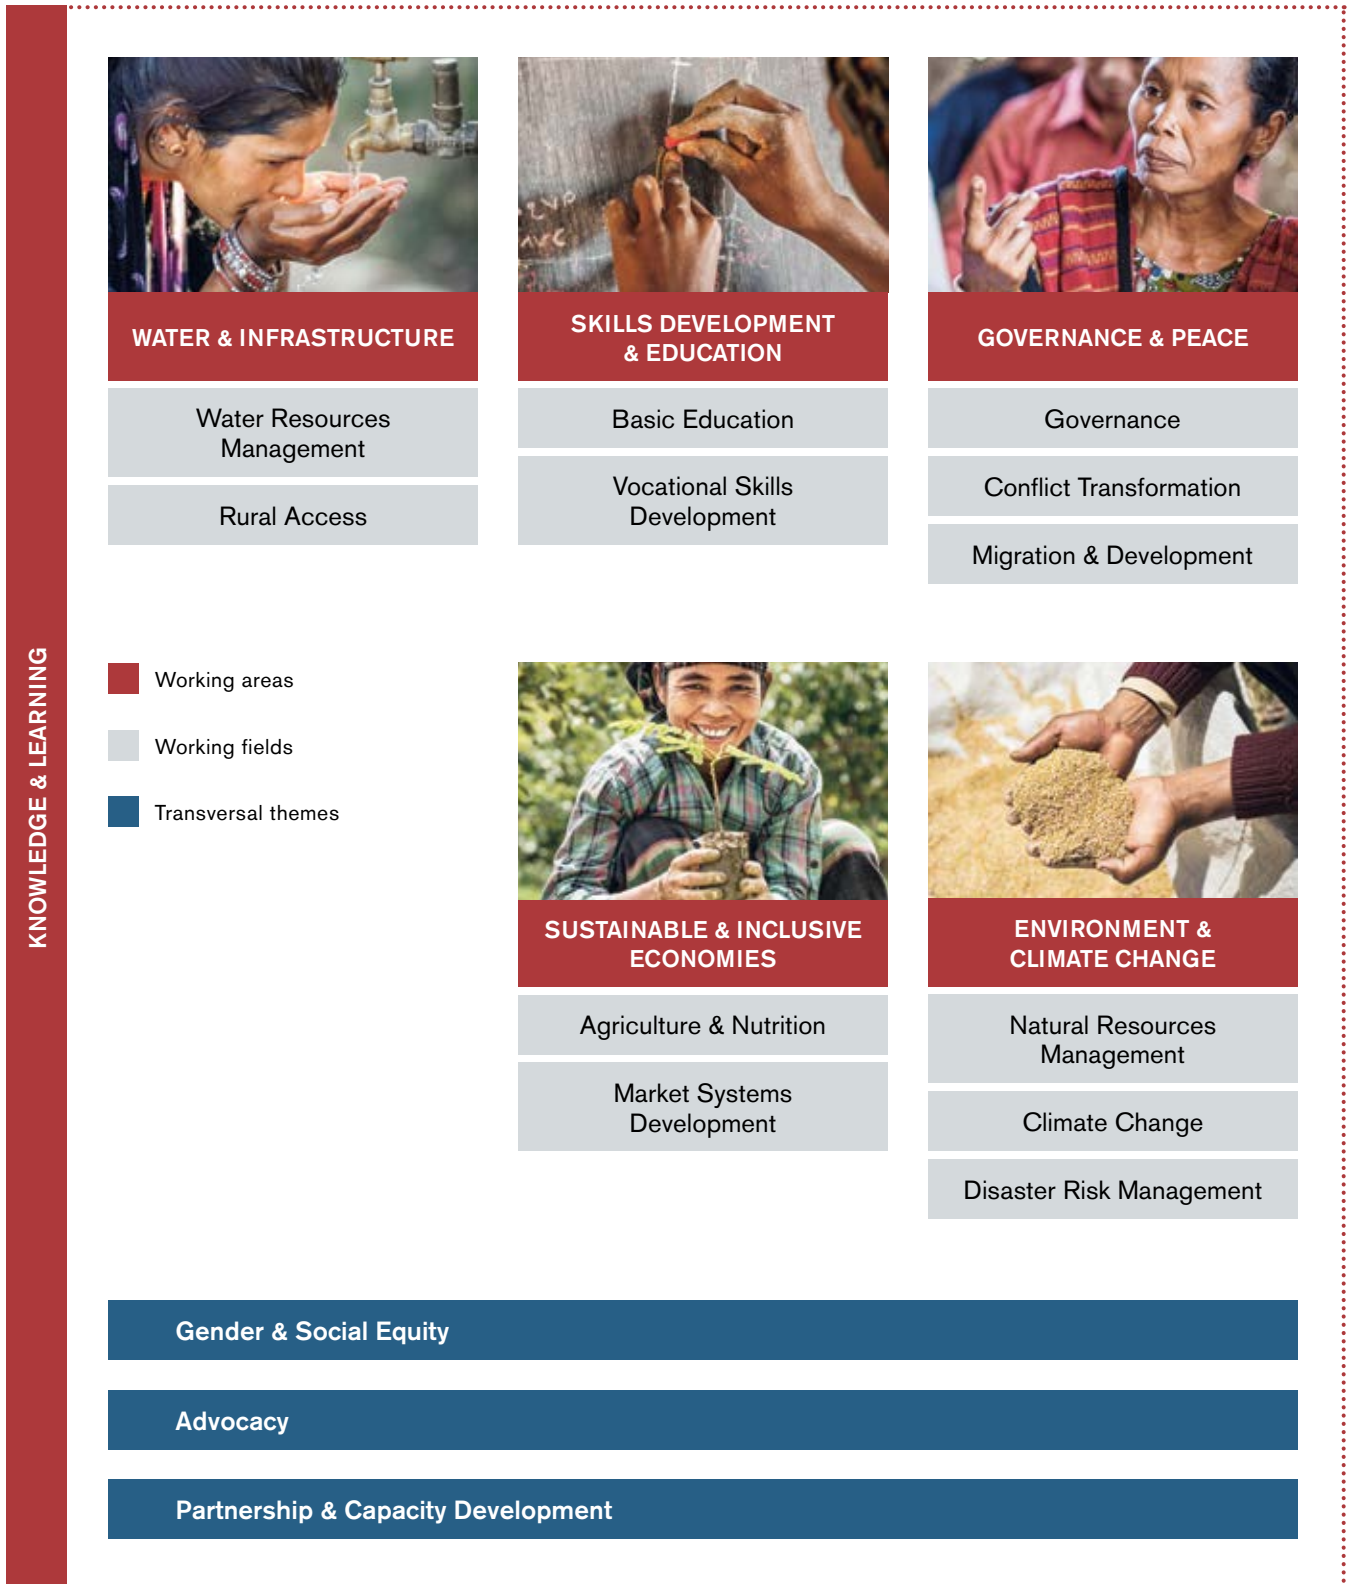 KNOWLEDGE & LEARNING
WATER & INFRASTRUCTURE
Water Resources
Management
Rural Access
SKILLS DEVELOPMENT
& EDUCATION
Basic Education
Vocational Skills
Development
GOVERNANCE & PEACE
Governance
Conflict Transformation
Migration & Development
Working areas
Working fields
Transversal themes
SUSTAINABLE & INCLUSIVE
ECONOMIES
Agriculture & Nutrition
Market Systems
Development
ENVIRONMENT &
CLIMATE CHANGE
Natural Resources
Management
Climate Change
Disaster Risk Management
Gender & Social Equity
Advocacy
Partnership & Capacity Development